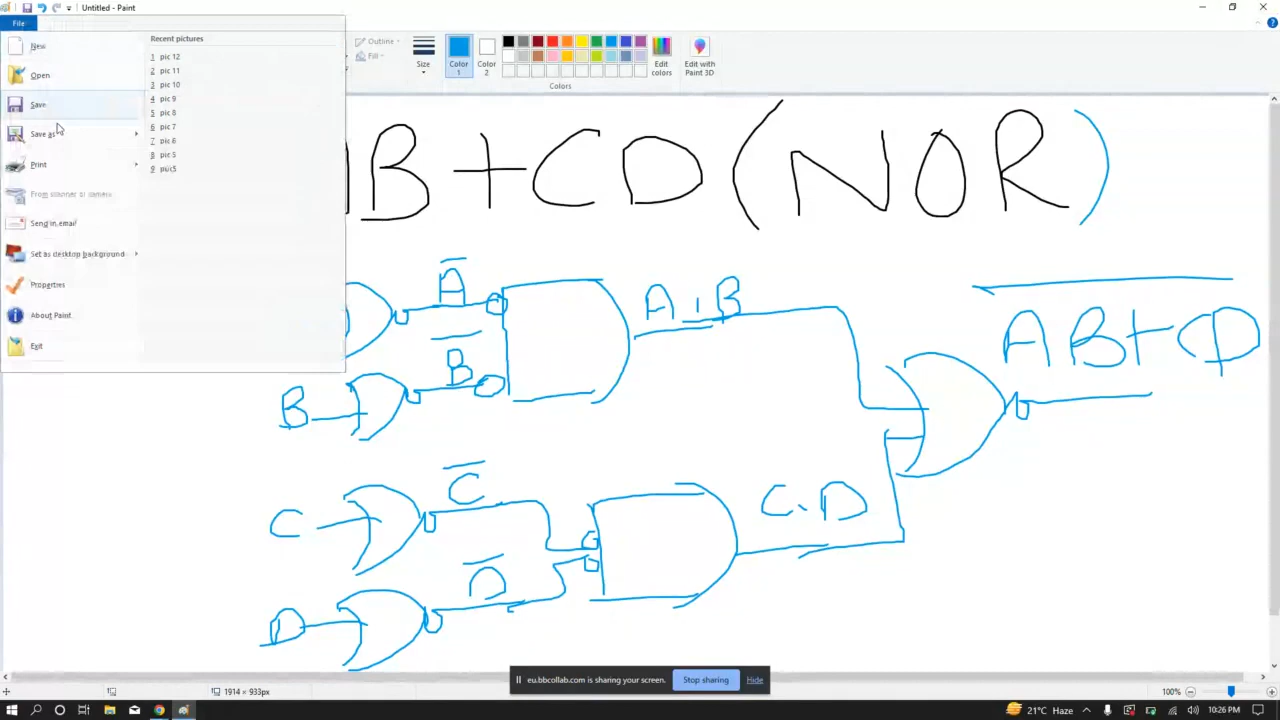 Untitled - Paint
File
Recent pictures
New
Open
Save
Save as
Print
From scanner or camera
Send in email
Set as desktop background
Properties
About Paint
Exit
1 pic 12
2 pic 11
3 pic 10
4 pic 9
5 pic 8
6 pic 7
7 pic 6
8 pic 5
9
Outline
Fill
Size
Color 1
Color 2
Edit colors
Edit with Paint 3D
Colors
B+CD(NOR)
A̅
B̅
A.B
AB+CD
B
C̅
C
C.D
D̅
D
eu.bbcollab.com is sharing your screen.
Stop sharing
Hide
1914 × 933px
100%
21°C Haze
10:26 PM